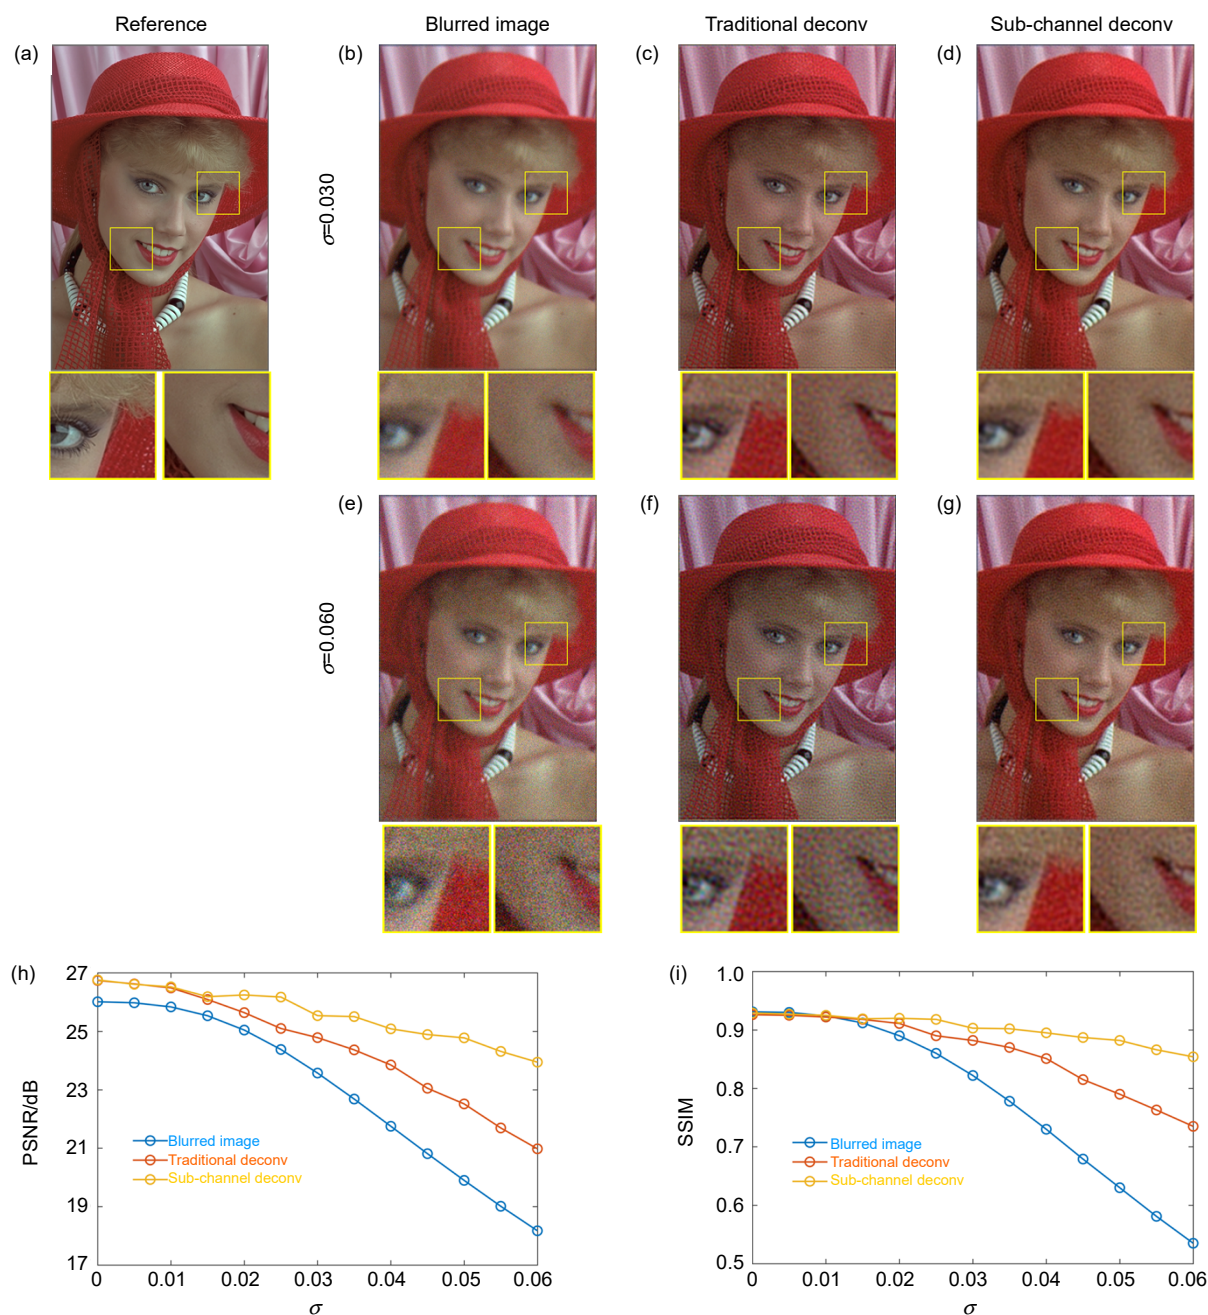 Reference
Blurred image
Traditional deconv
Sub-channel deconv
(a)
(b)
(c)
(d)
σ=0.030
(e)
(f)
(g)
σ=0.060
(h)
27
25
23
21
19
17
PSNR/dB
Blurred image
Traditional deconv
Sub-channel deconv
0
0.01
0.02
0.03
0.04
0.05
0.06
σ
(i)
1.0
0.9
0.8
0.7
0.6
0.5
SSIM
Blurred image
Traditional deconv
Sub-channel deconv
0
0.01
0.02
0.03
0.04
0.05
0.06
σ